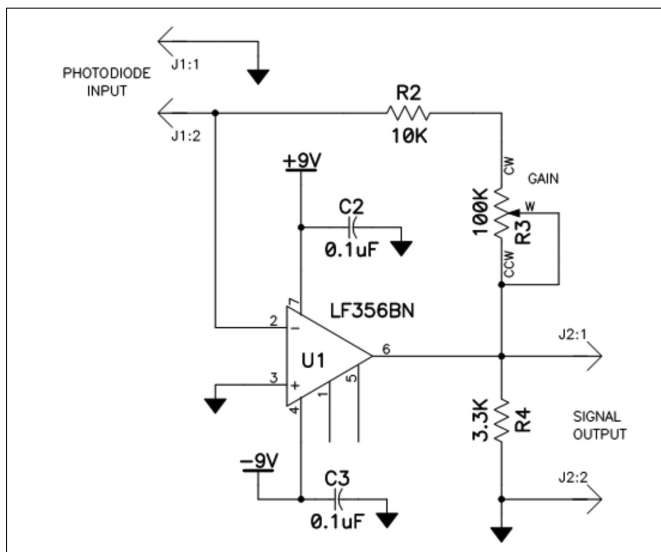 J1:1
PHOTODIODE
INPUT
J1:2
R2
10K
+9V
CW
GAIN
100K
W
R3
CCW
C2
0.1uF
7
LF356BN
2
−
U1
6
J2:1
3
+
1
5
4
3.3K
R4
SIGNAL
OUTPUT
-9V
C3
0.1uF
J2:2